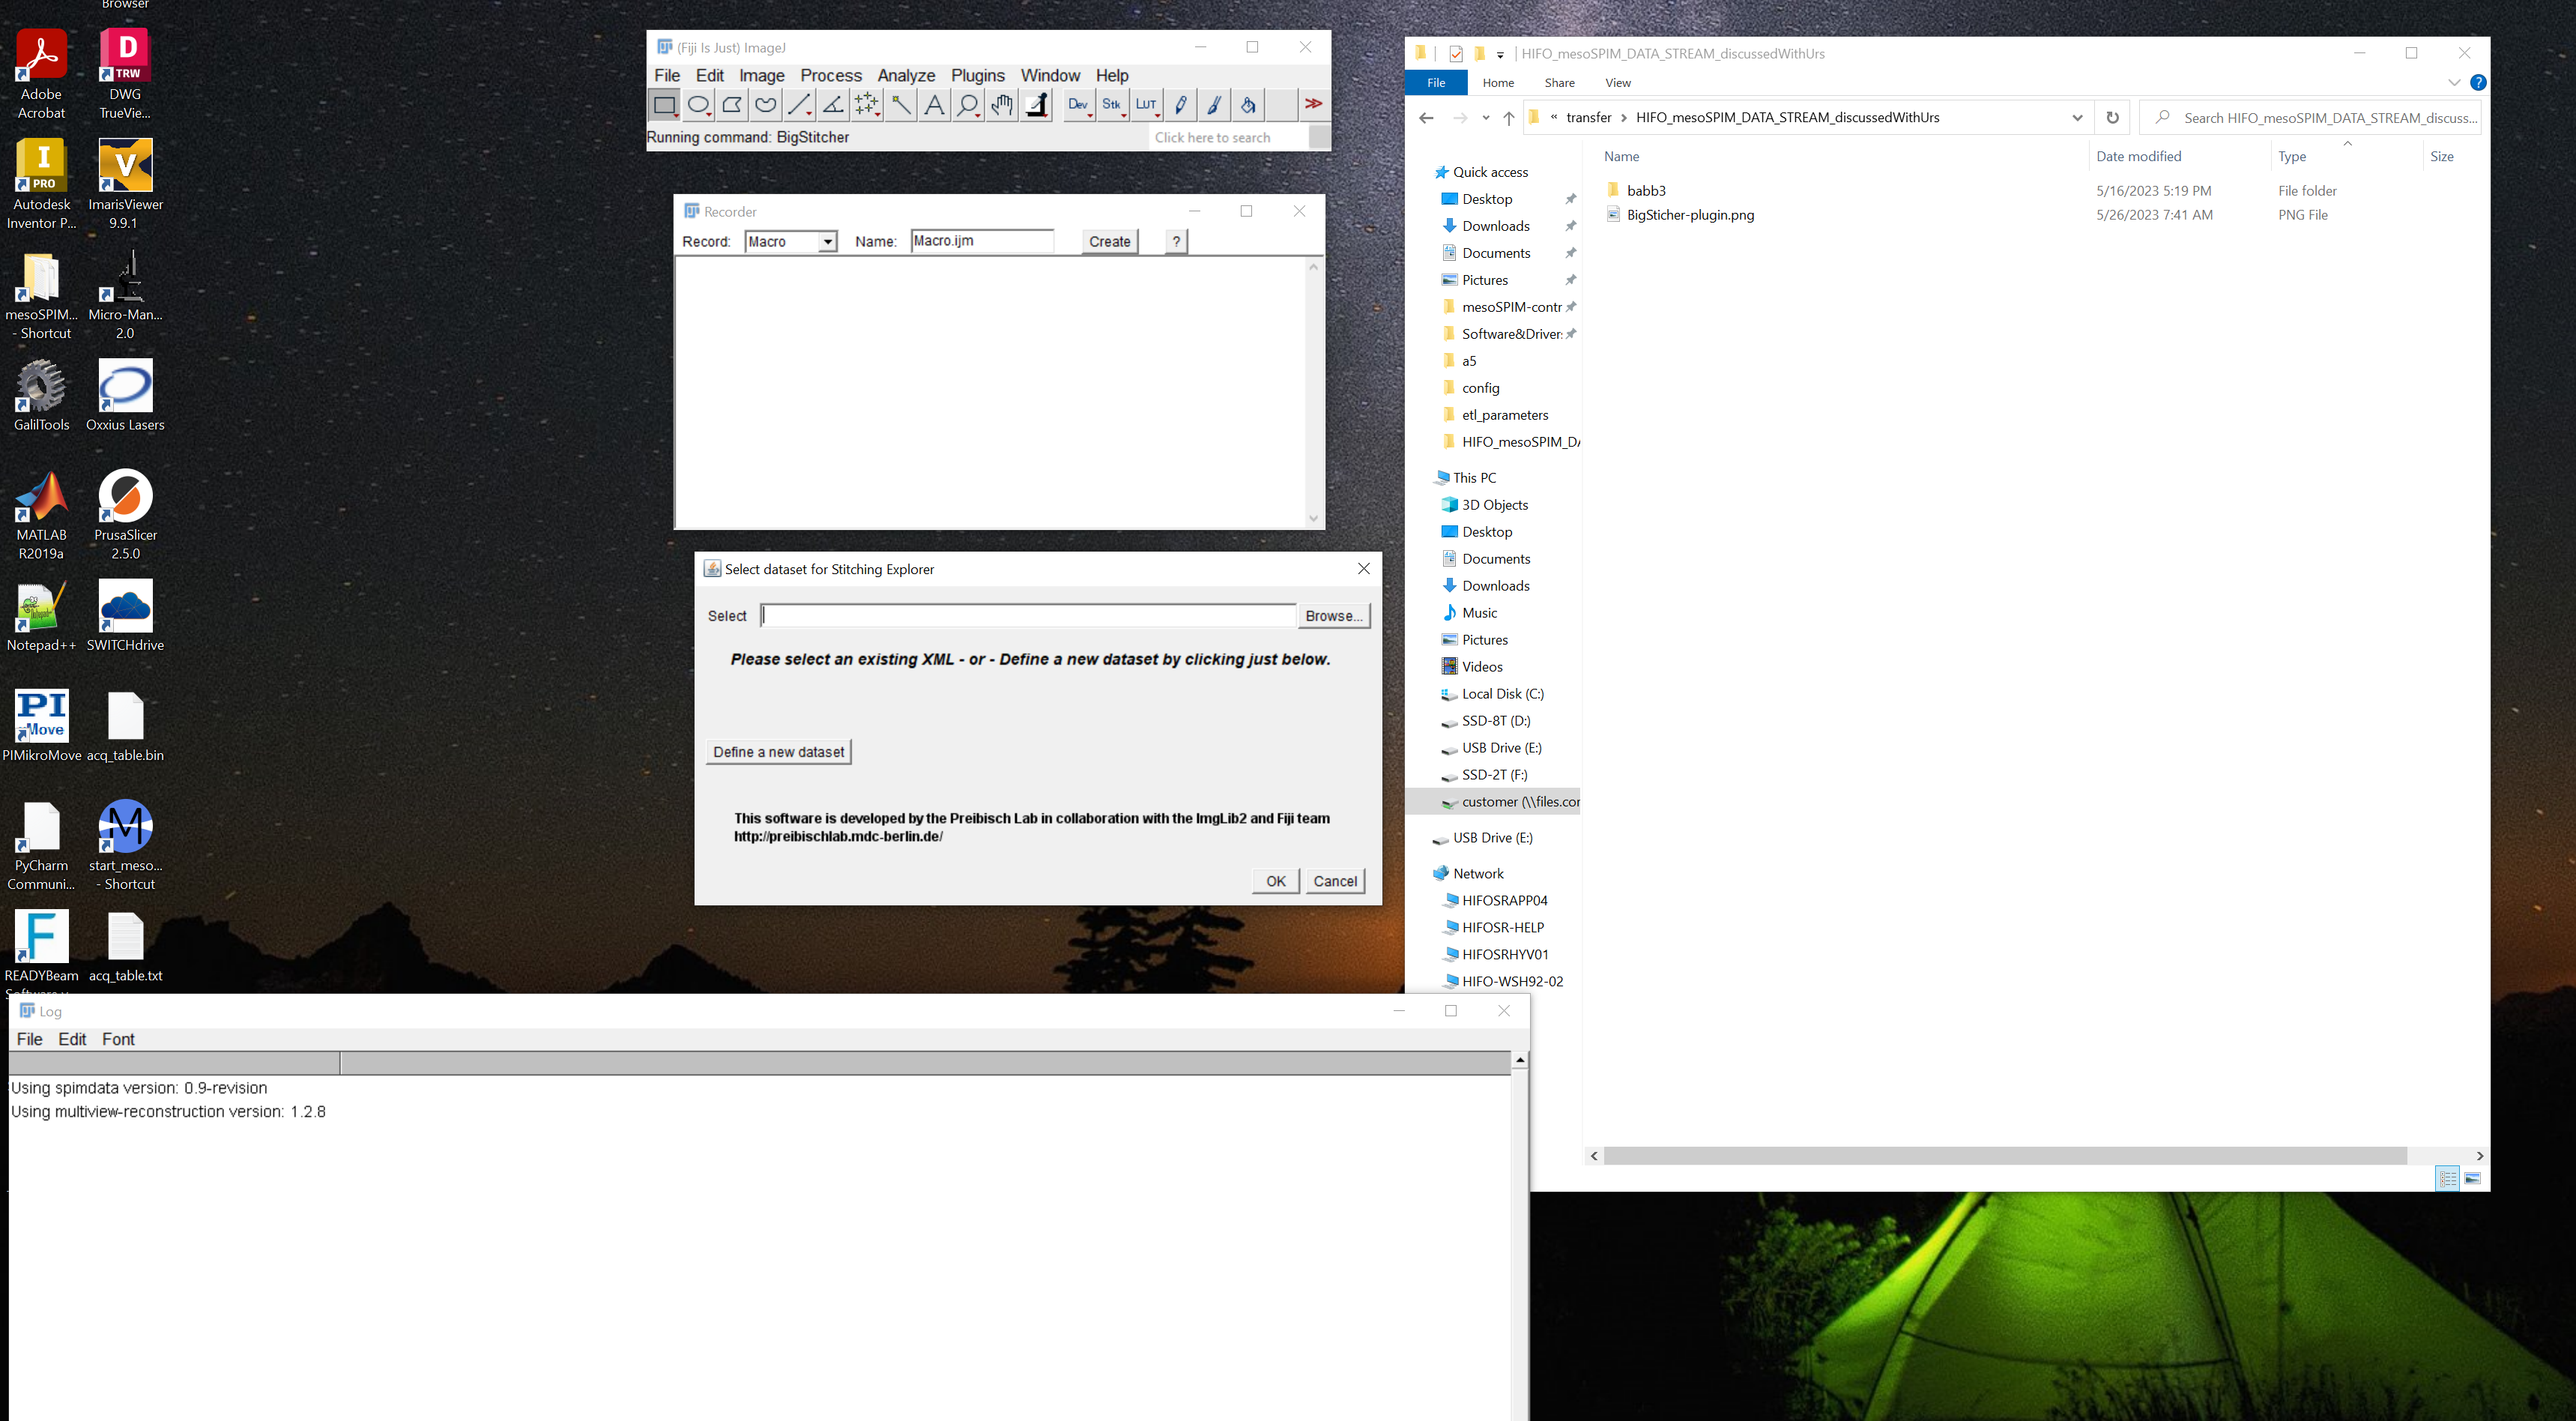 Browser
Adobe
Acrobat
D
TRW
DWG
TrueVie...
I
PRO
Autodesk
Inventor P...
V
ImarisViewer
9.9.1
mesoSPIM...
- Shortcut
Micro-Man...
2.0
GalilTools
Oxxius Lasers
MATLAB
R2019a
PrusaSlicer
2.5.0
Notepad++
SWITCHdrive
PI
Move
PIMikroMove
acq_table.bin
PyCharm
Communi...
M
start_meso...
- Shortcut
F
READYBeam
acq_table.txt
(Fiji Is Just) ImageJ
File Edit Image Process Analyze Plugins Window Help
A Dev Stk LUT >>
Running command: BigStitcher
Click here to search
Recorder
Record: Macro Name: Macro.ijm Create ?
Select dataset for Stitching Explorer
Select Browse...
Please select an existing XML - or - Define a new dataset by clicking just below.
Define a new dataset
This software is developed by the Preibisch Lab in collaboration with the ImgLib2 and Fiji team
http://preibischlab.mdc-berlin.de/
OK Cancel
Log
File Edit Font
Using spimdata version: 0.9-revision
Using multiview-reconstruction version: 1.2.8
HIFO_mesoSPIM_DATA_STREAM_discussedWithUrs
File Home Share View
« transfer > HIFO_mesoSPIM_DATA_STREAM_discussedWithUrs
Search HIFO_mesoSPIM_DATA_STREAM_discuss...
Name Date modified Type Size
babb3 5/16/2023 5:19 PM File folder
BigSticher-plugin.png 5/26/2023 7:41 AM PNG File
Quick access
Desktop
Downloads
Documents
Pictures
mesoSPIM-contr
Software&Driver
a5
config
etl_parameters
HIFO_mesoSPIM_DA
This PC
3D Objects
Desktop
Documents
Downloads
Music
Pictures
Videos
Local Disk (C:)
SSD-8T (D:)
USB Drive (E:)
SSD-2T (F:)
customer (\\files.cor
USB Drive (E:)
Network
HIFOSRAPP04
HIFOSR-HELP
HIFOSRHYV01
HIFO-WSH92-02